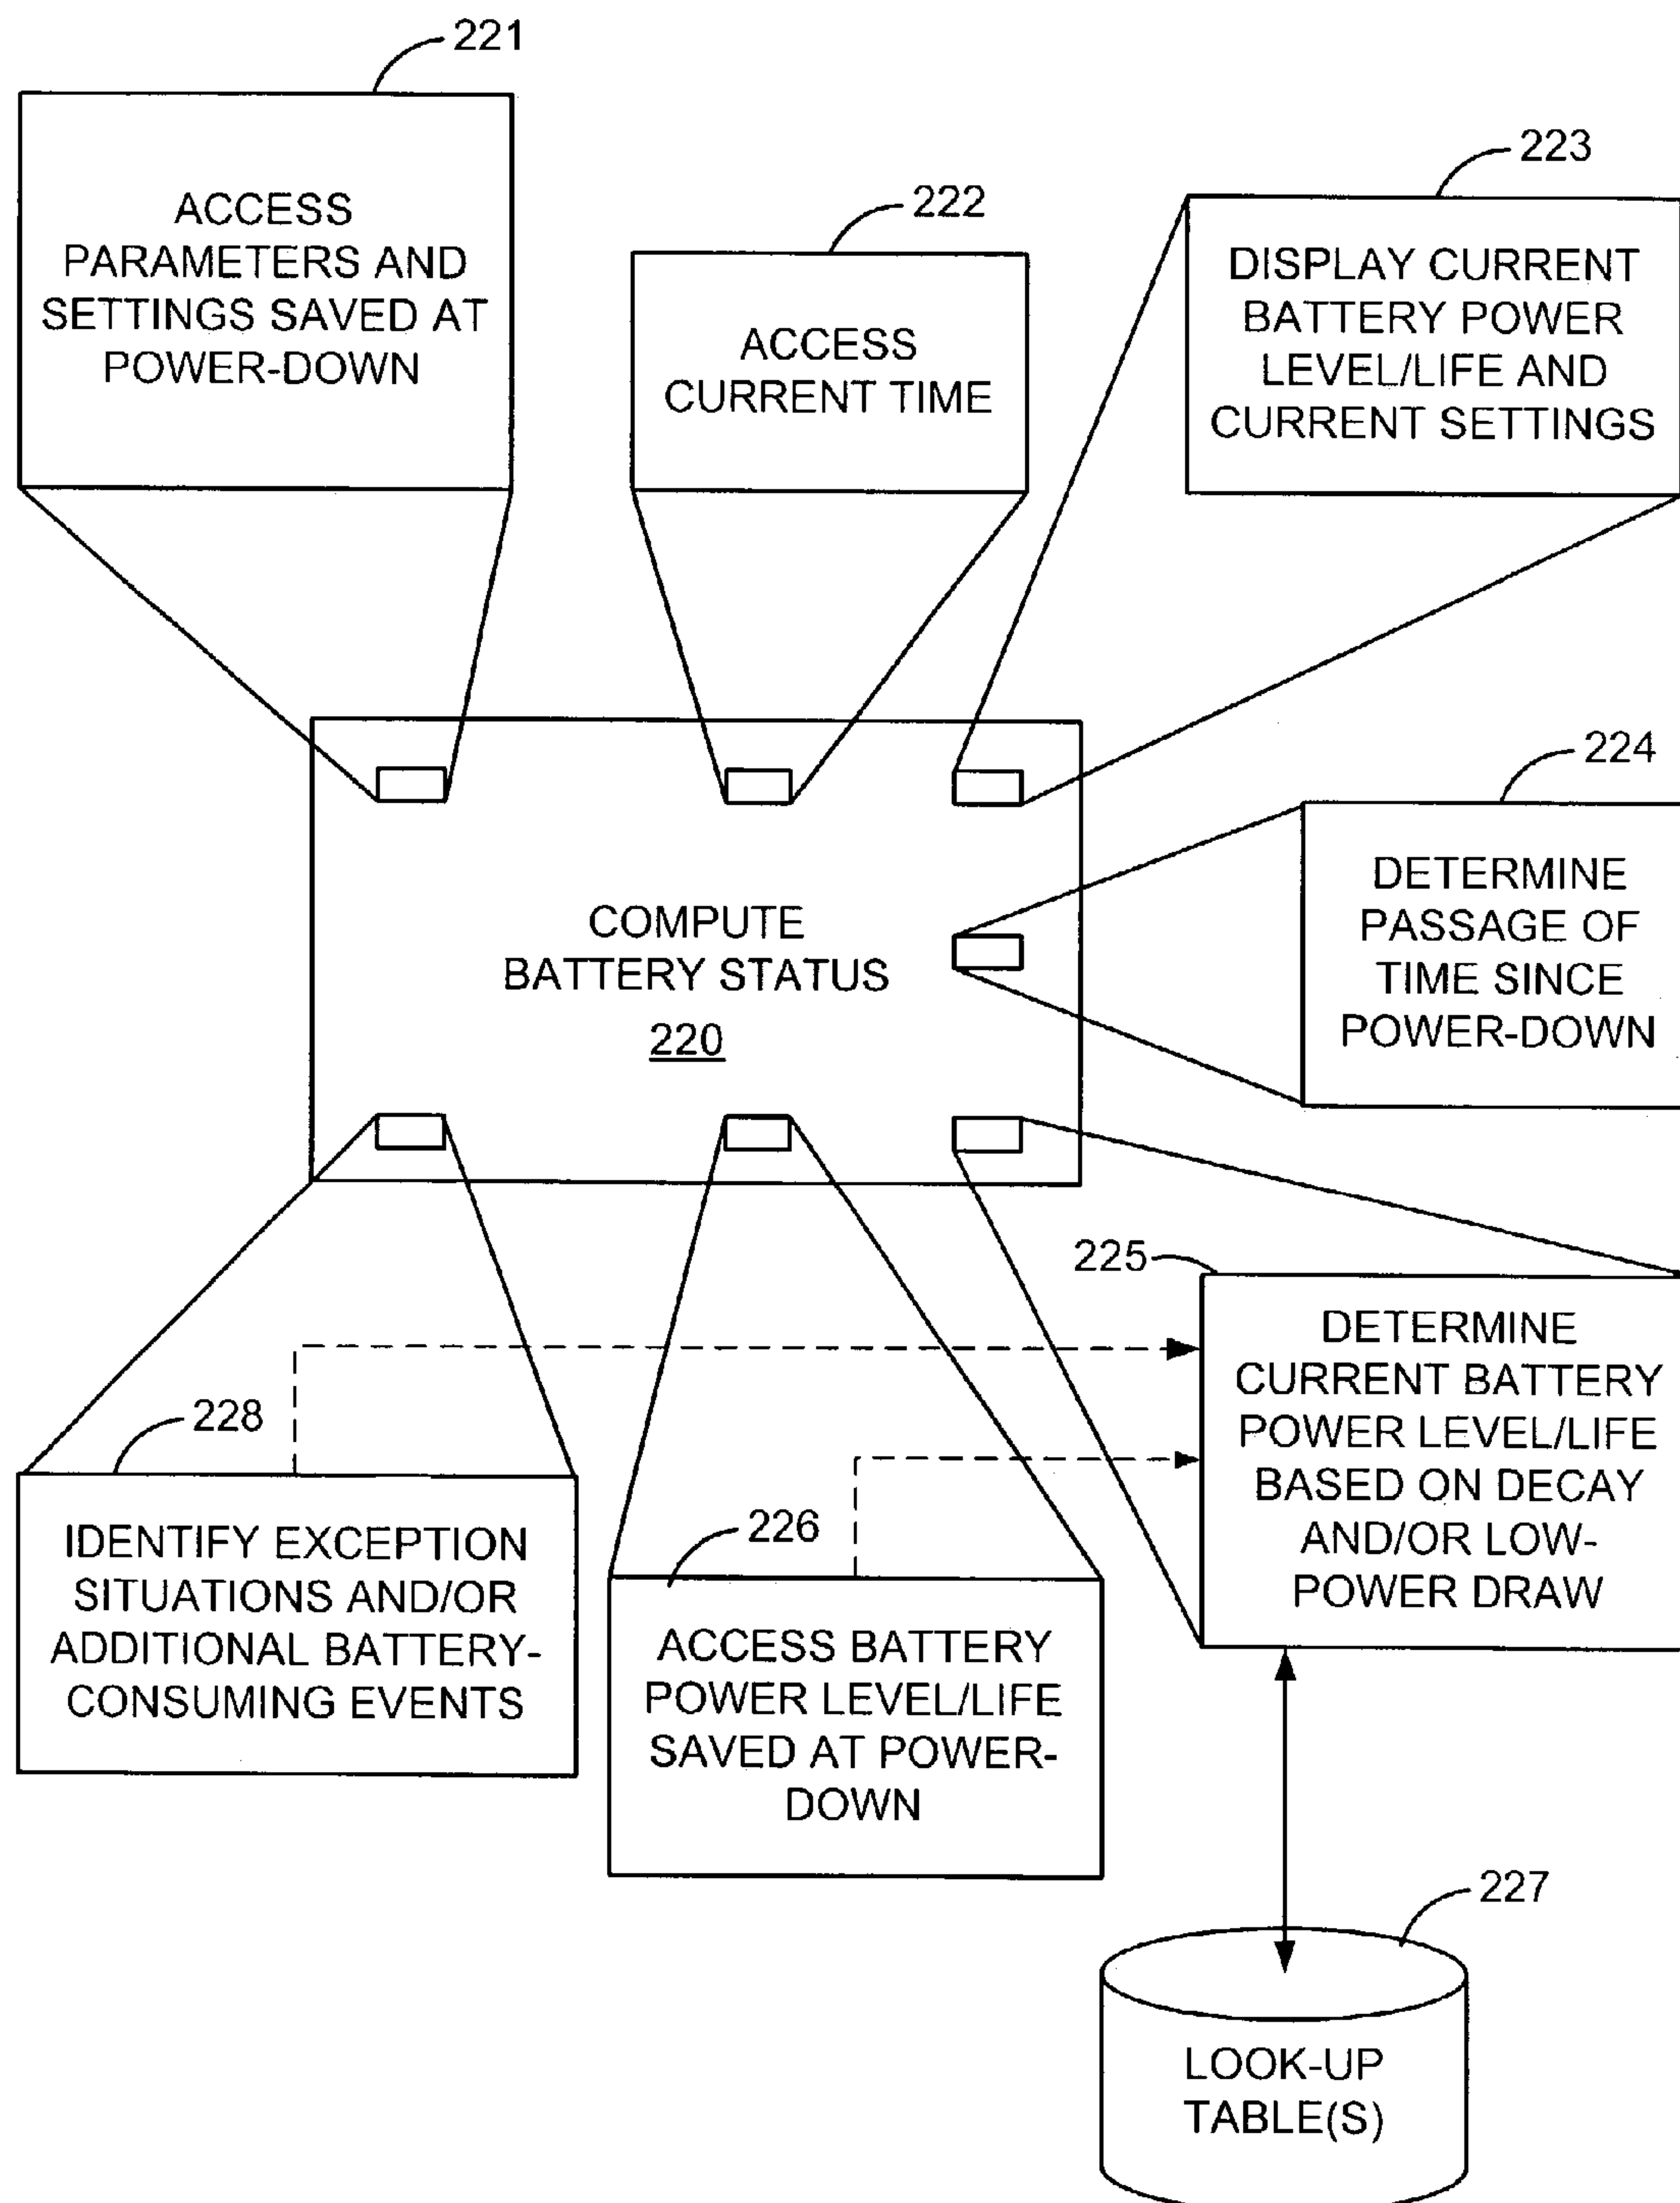 221
ACCESS
PARAMETERS AND
SETTINGS SAVED AT
POWER-DOWN
222
ACCESS
CURRENT TIME
223
DISPLAY CURRENT
BATTERY POWER
LEVEL/LIFE AND
CURRENT SETTINGS
COMPUTE
BATTERY STATUS
220
224
DETERMINE
PASSAGE OF
TIME SINCE
POWER-DOWN
225
DETERMINE
CURRENT BATTERY
POWER LEVEL/LIFE
BASED ON DECAY
AND/OR LOW-
POWER DRAW
228
IDENTIFY EXCEPTION
SITUATIONS AND/OR
ADDITIONAL BATTERY-
CONSUMING EVENTS
226
ACCESS BATTERY
POWER LEVEL/LIFE
SAVED AT POWER-
DOWN
227
LOOK-UP
TABLE(S)